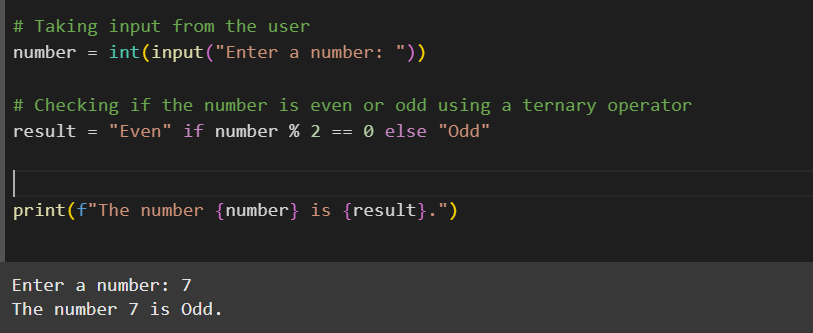 # Taking input from the user
number = int(input("Enter a number: "))
# Checking if the number is even or odd using a ternary operator
result = "Even" if number % 2 == 0 else "Odd"
print(f"The number {number} is {result}.")
Enter a number: 7
The number 7 is Odd.